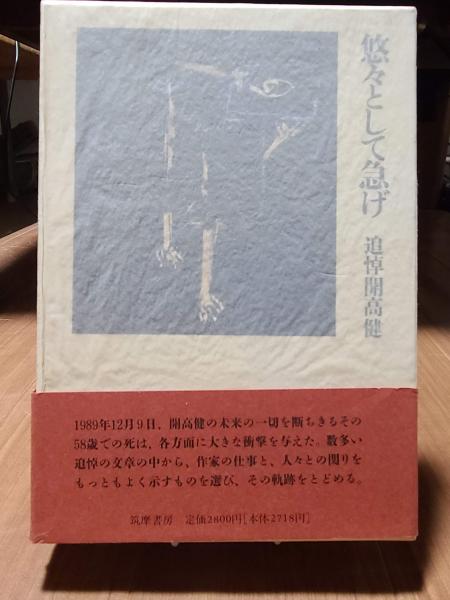 悠々として急げ
追悼開高健
1989年12月9日、開高健の未来の一切を断ちきるその
58歳での死は、各方面に大きな衝撃を与えた。数多い
追悼の文章の中から、作家の仕事と、人々との関りを
もっともよく示すものを選び、その軌跡をとどめる。
筑摩書房 定価2800円[本体2718円]